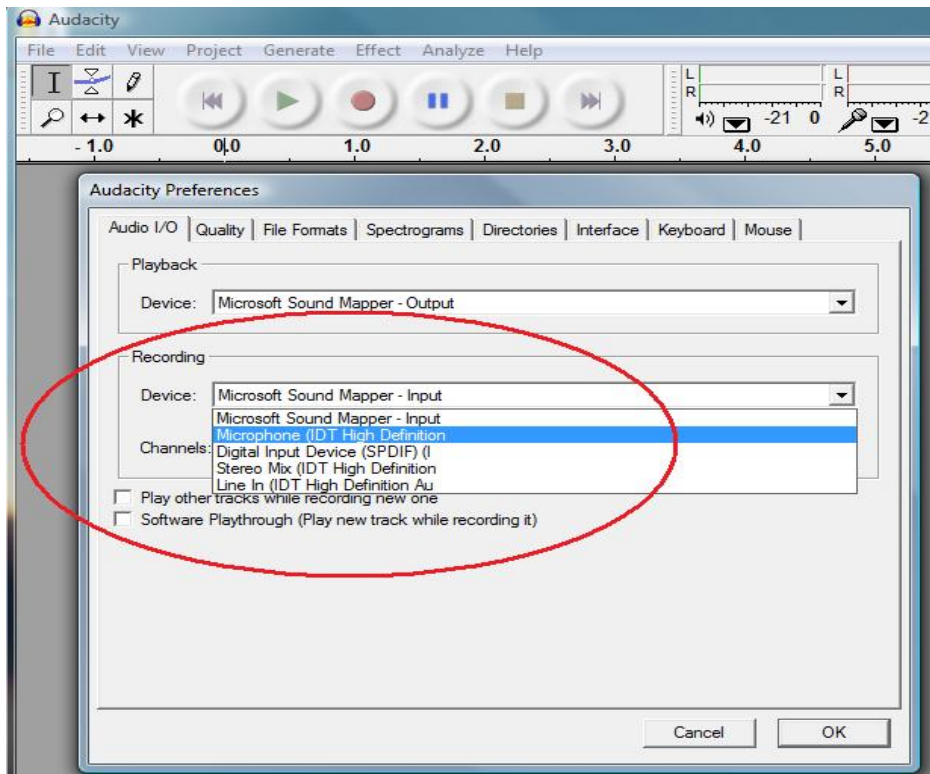 Audacity
File Edit View Project Generate Effect Analyze Help
L L
R R
-21 0 -2
- 1.0 0.0 1.0 2.0 3.0 4.0 5.0
Audacity Preferences
Audio I/O Quality File Formats Spectrograms Directories Interface Keyboard Mouse
Playback
Device: Microsoft Sound Mapper - Output
Recording
Device: Microsoft Sound Mapper - Input
Microsoft Sound Mapper - Input
Microphone (IDT High Definition
Channels: Digital Input Device (SPDIF) (I
Stereo Mix (IDT High Definition
Line In (IDT High Definition Au
Play other tracks while recording new one
Software Playthrough (Play new track while recording it)
Cancel OK